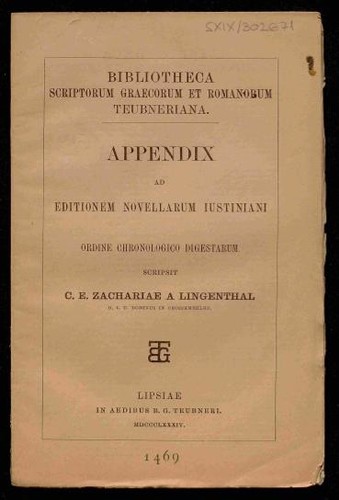 SXIX/302671
BIBLIOTHECA
SCRIPTORUM GRAECORUM ET ROMANORUM
TEUBNERIANA.
APPENDIX
AD
EDITIONEM NOVELLARUM IUSTINIANI
ORDINE CHRONOLOGICO DIGESTARUM
SCRIPSIT
C. E. ZACHARIAE A LINGENTHAL
BTG
LIPSIAE
IN AEDIBUS B. G. TEUBNERI.
MDCCCLXXXIV.
1469